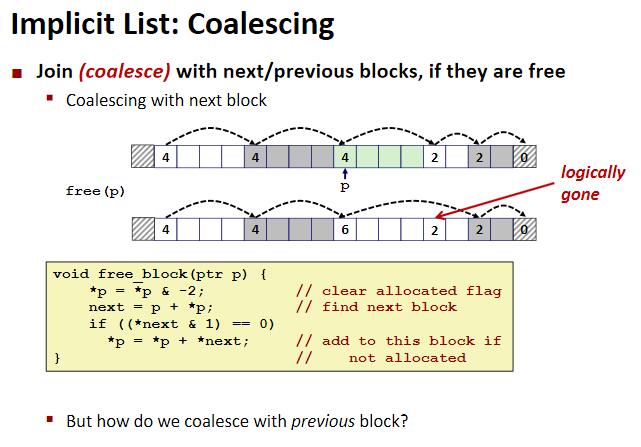 Implicit List: Coalescing
Join (coalesce) with next/previous blocks, if they are free
Coalescing with next block
4 4 4 2 2 0
p
logically
gone
free(p)
4 4 6 2 2 0
void free_block(ptr p) {
    *p = *p & -2;          // clear allocated flag
    next = p + *p;         // find next block
    if ((*next & 1) == 0)
      *p = *p + *next;     // add to this block if
}                          //    not allocated
But how do we coalesce with previous block?